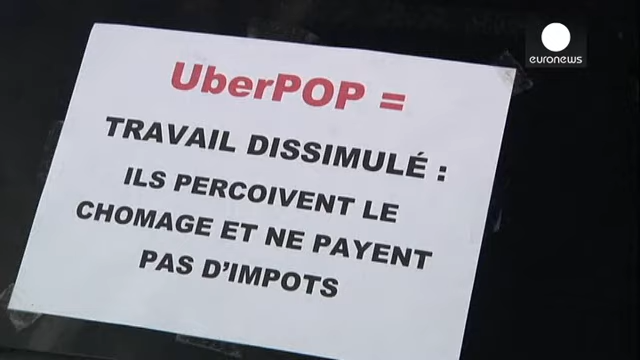 euronews
UberPOP =
TRAVAIL DISSIMULÉ :
ILS PERCOIVENT LE
CHOMAGE ET NE PAYENT
PAS D'IMPOTS